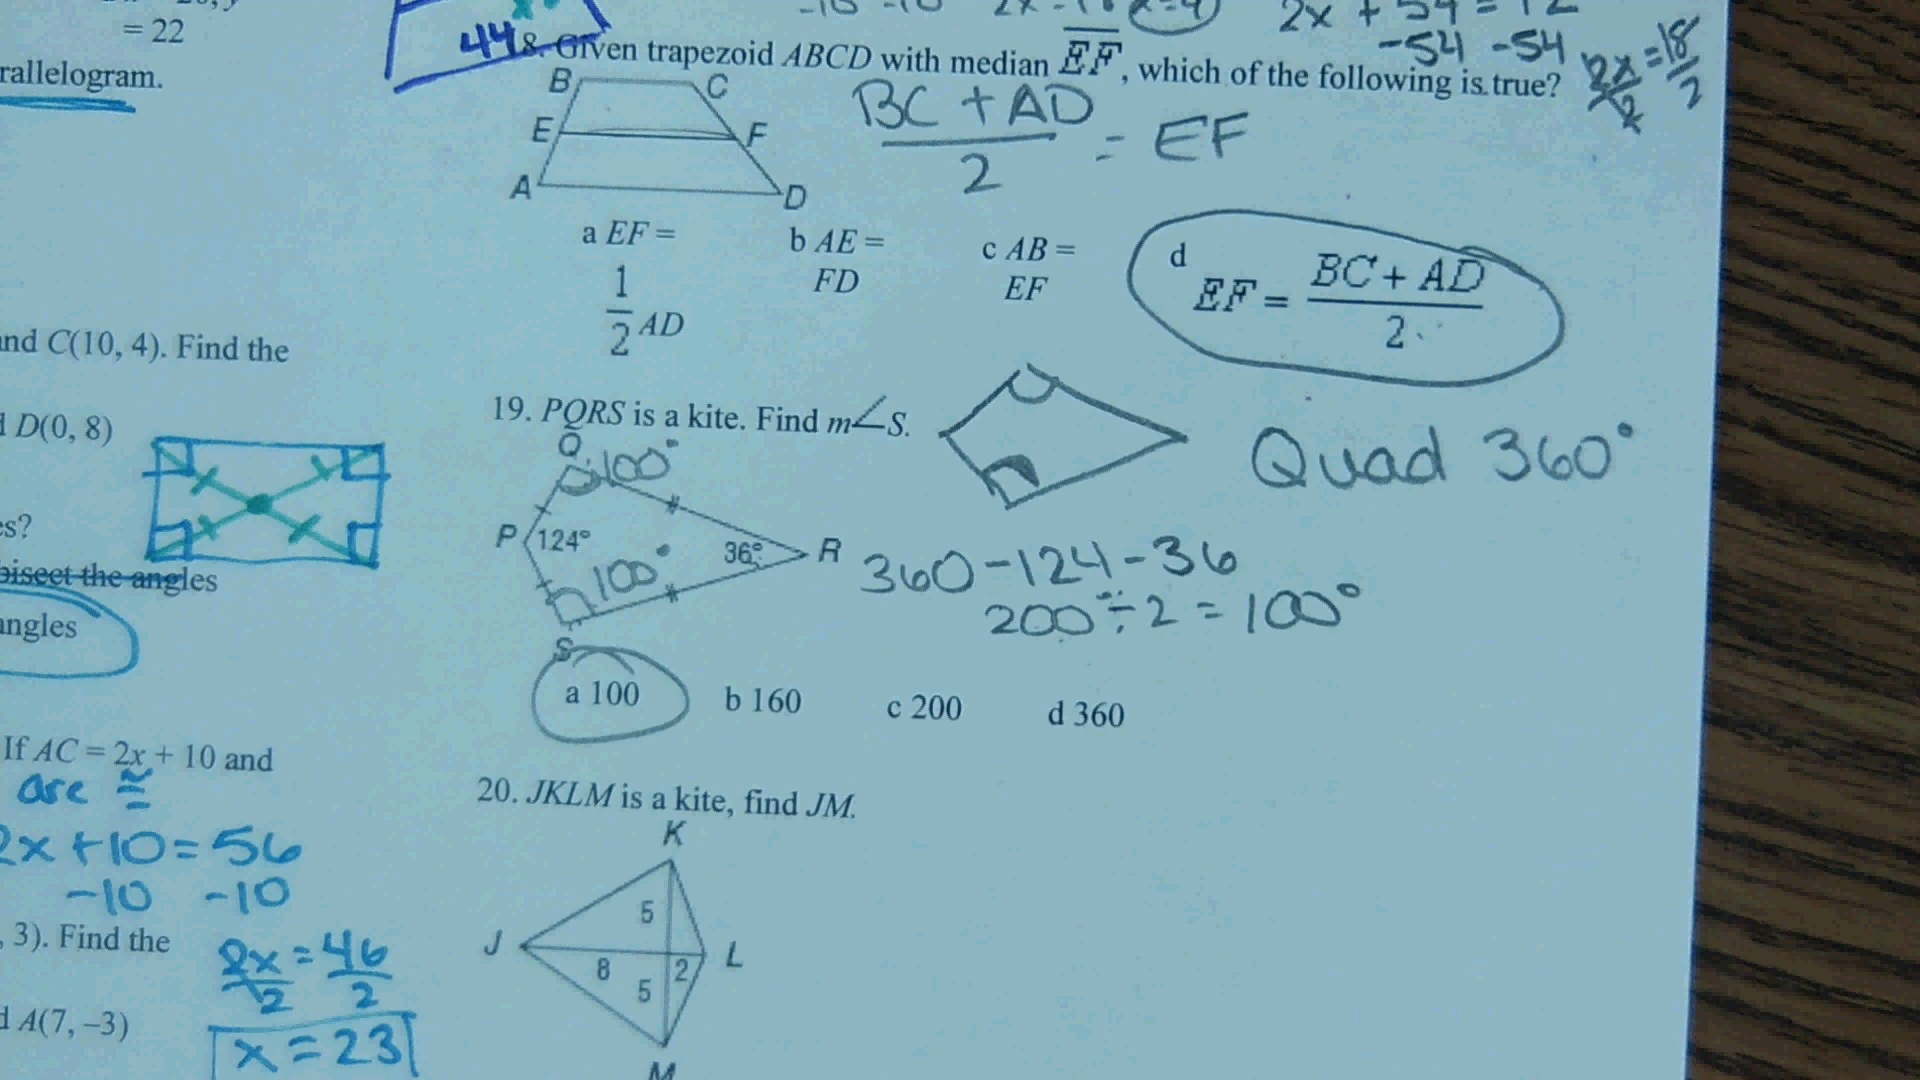 = 22
rallelogram.
nd C(10, 4). Find the
D(0, 8)
es?
bisect the angles
angles
If AC = 2x + 10 and
are ≅
2x + 10 = 56
-10 -10
, 3). Find the
2x = 46
2 2
A(7, –3)
x = 23
44
2x + 54 = 72
-54 -54
2x = 18
2 2
8. Given trapezoid ABCD with median EF, which of the following is true?
B C
E F
A D
BC + AD
2
= EF
a EF =
1
2
AD
b AE =
FD
c AB =
EF
d
EF = BC + AD
2
19. PQRS is a kite. Find m∠S.
Q 100°
P 124°
36° R
100°
S
Quad 360°
360 - 124 - 36
200 ÷ 2 = 100°
a 100 b 160 c 200 d 360
20. JKLM is a kite, find JM.
K
5
J L
8 2
5
M